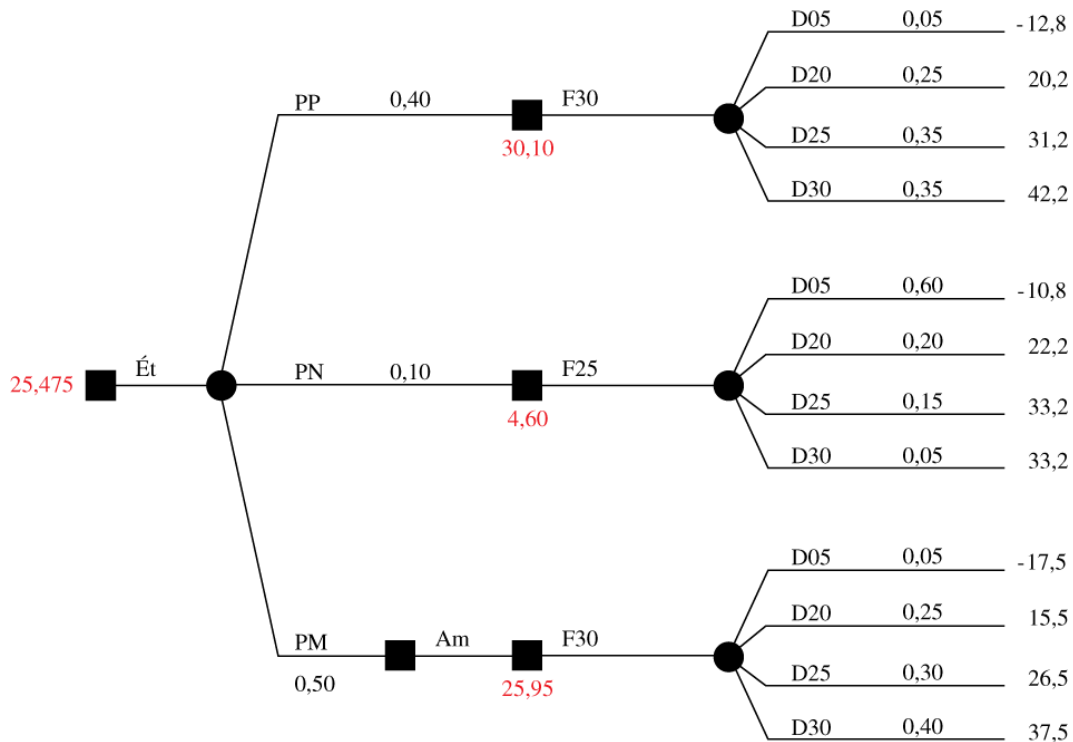 D05 0,05 -12,8
D20 0,25 20,2
PP 0,40 F30
30,10
D25 0,35 31,2
D30 0,35 42,2
D05 0,60 -10,8
D20 0,20 22,2
25,475 Ét PN 0,10 F25
4,60
D25 0,15 33,2
D30 0,05 33,2
D05 0,05 -17,5
D20 0,25 15,5
PM Am F30
0,50 25,95
D25 0,30 26,5
D30 0,40 37,5